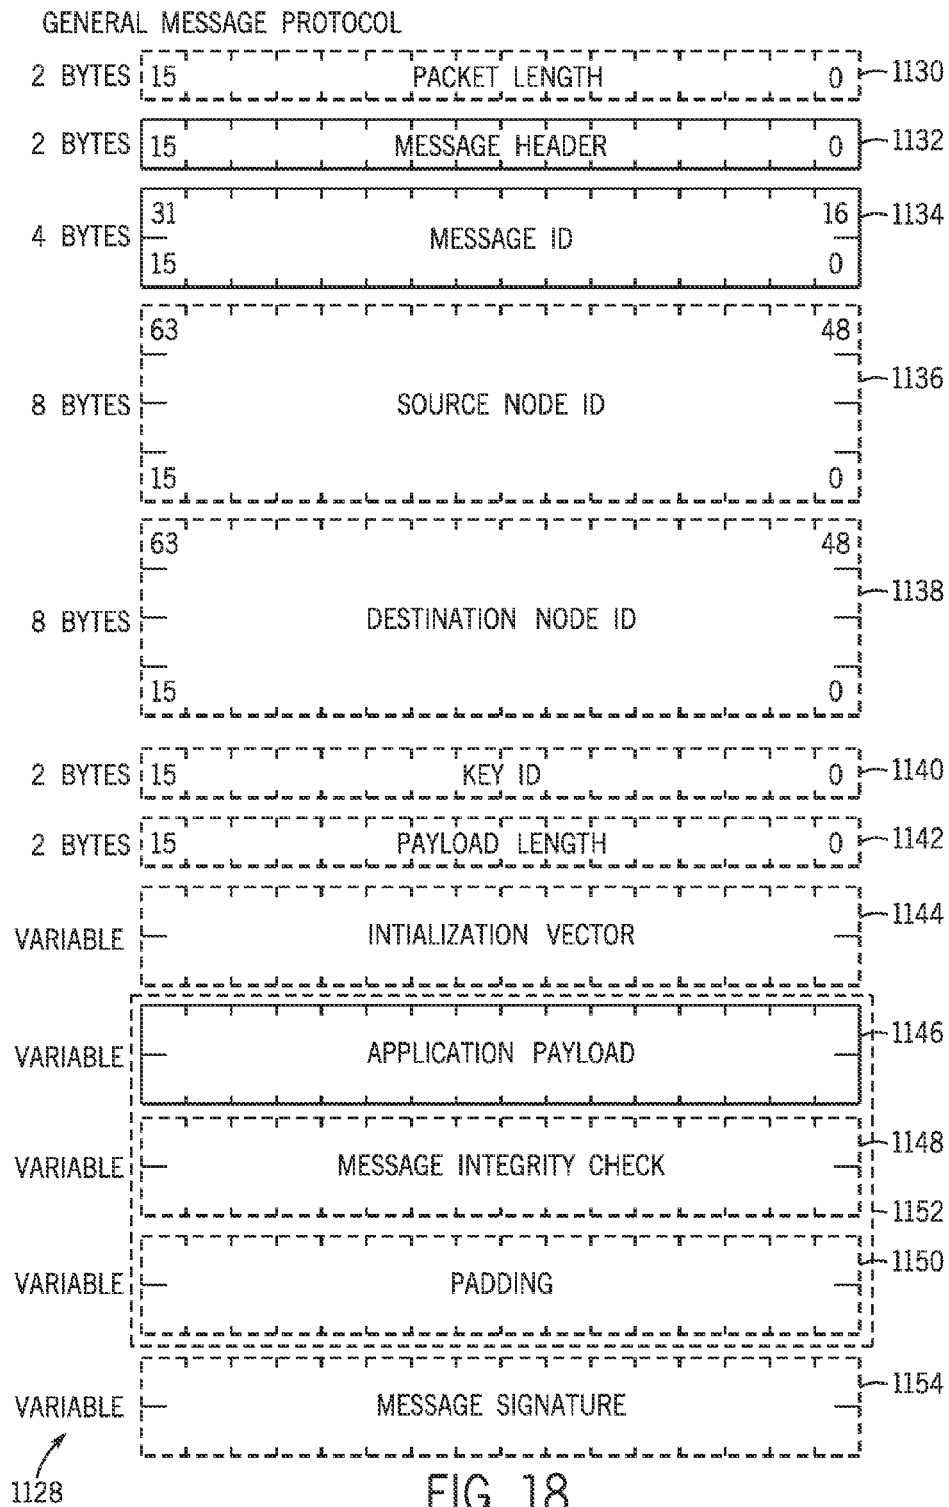 GENERAL MESSAGE PROTOCOL
2 BYTES 15 PACKET LENGTH 0 1130
2 BYTES 15 MESSAGE HEADER 0 1132
31 16 1134
4 BYTES MESSAGE ID
15 0
63 48
1136
8 BYTES SOURCE NODE ID
15 0
63 48
1138
8 BYTES DESTINATION NODE ID
15 0
2 BYTES 15 KEY ID 0 1140
2 BYTES 15 PAYLOAD LENGTH 0 1142
1144
VARIABLE INTIALIZATION VECTOR
1146
VARIABLE APPLICATION PAYLOAD
1148
VARIABLE MESSAGE INTEGRITY CHECK
1152
1150
VARIABLE PADDING
1154
VARIABLE MESSAGE SIGNATURE
1128
FIG. 18